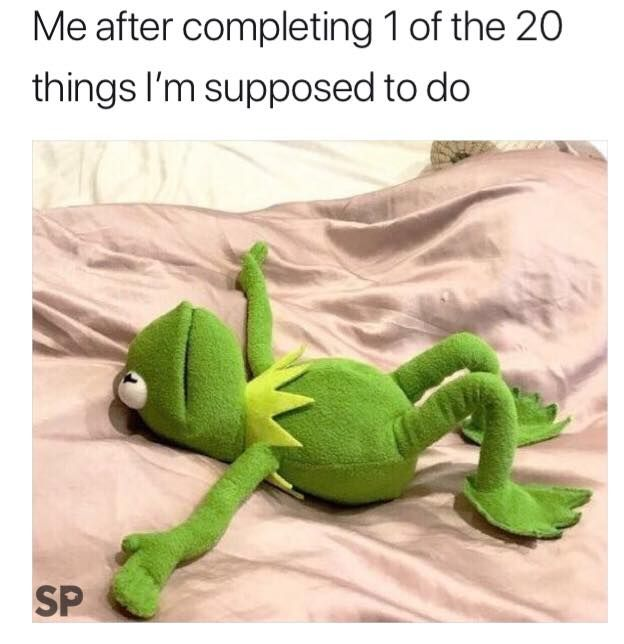 Me after completing 1 of the 20
things I'm supposed to do
SP